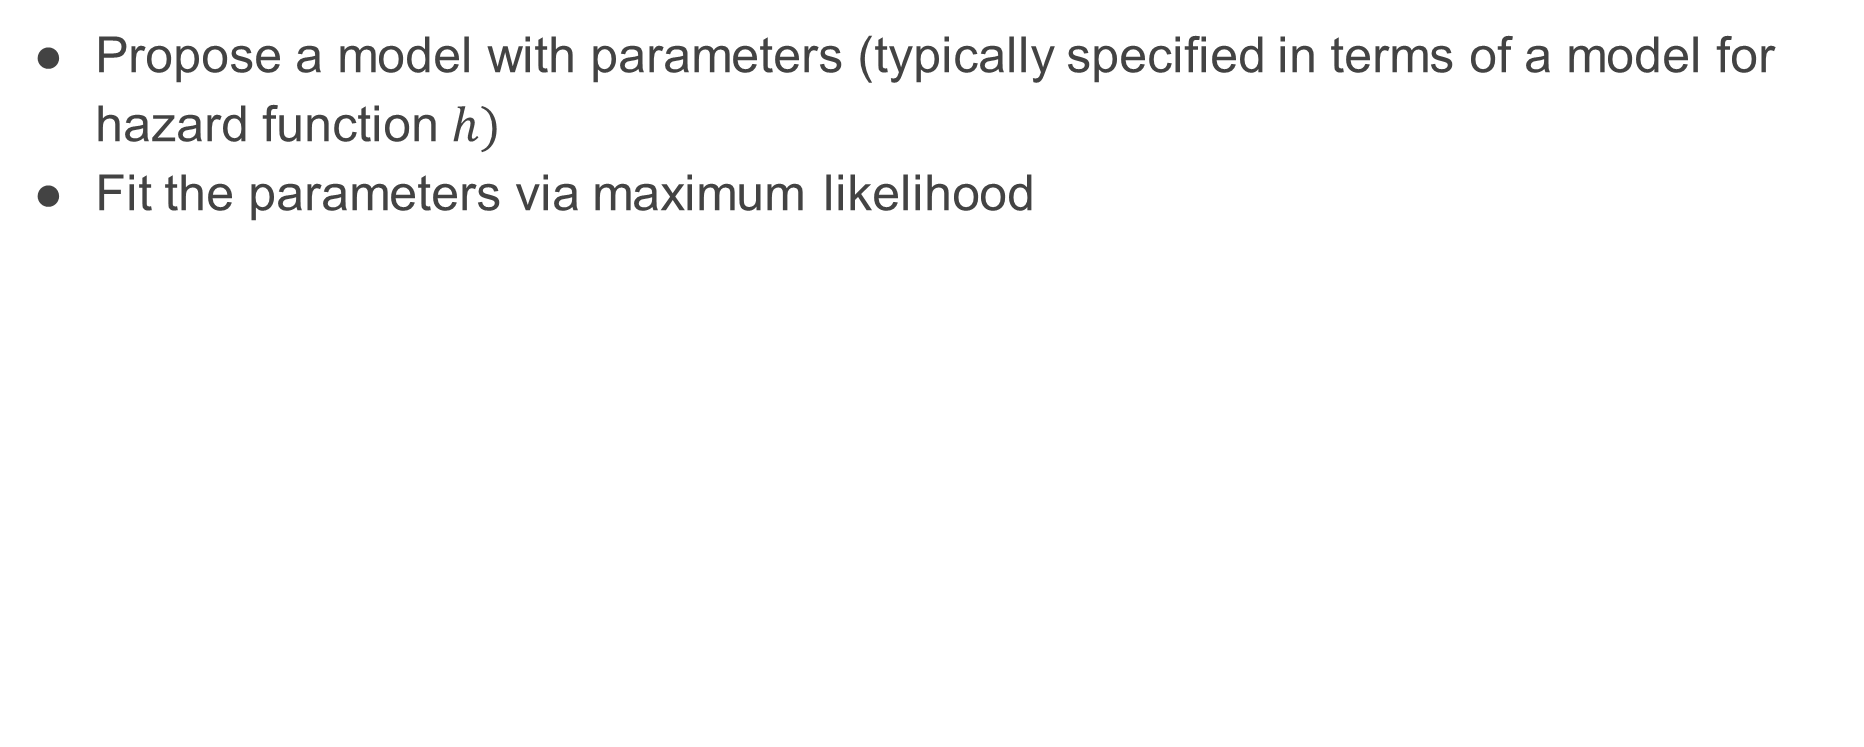 ● Propose a model with parameters (typically specified in terms of a model for
hazard function ℎ)
● Fit the parameters via maximum likelihood